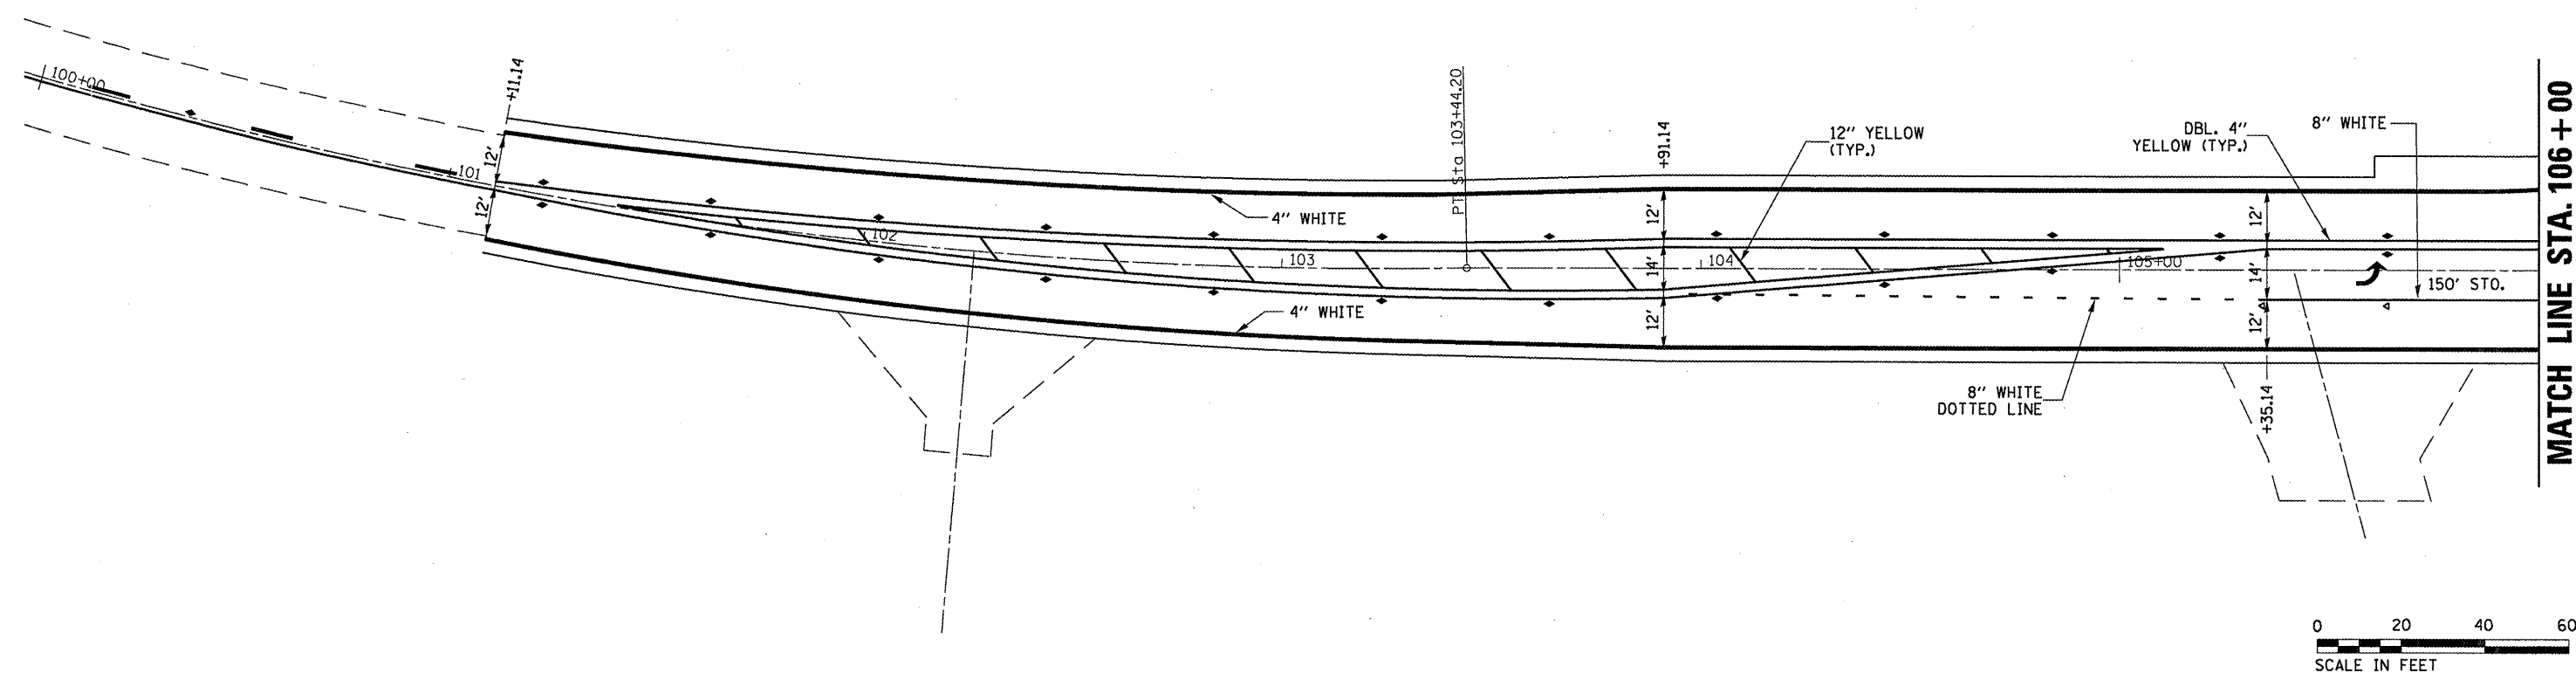 100+00
+11.14
12'
12'
101
102
4" WHITE
4" WHITE
103
PT Sta 103+44.20
+91.14
12'
14'
12'
104
12" YELLOW
(TYP.)
DBL. 4"
YELLOW (TYP.)
8" WHITE
105+00
12'
14'
12'
+35.14
150' STO.
8" WHITE
DOTTED LINE
MATCH LINE STA. 106+00
0 20 40 60
SCALE IN FEET